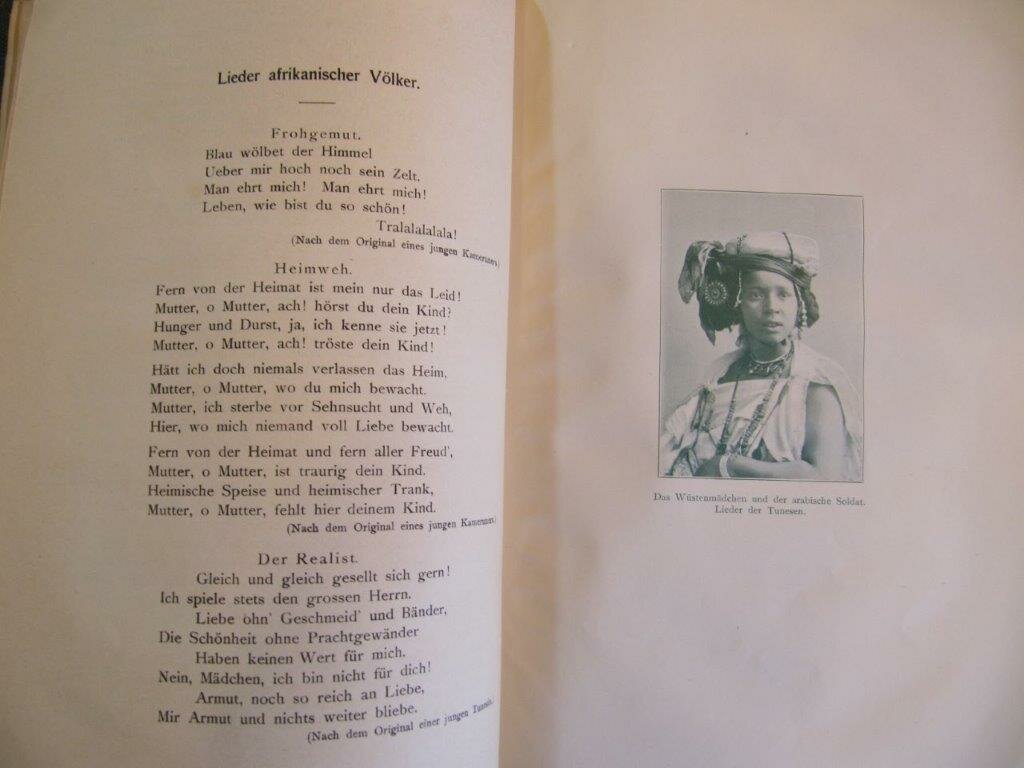 Lieder afrikanischer Völker.
Frohgemut.
Blau wölbet der Himmel
Ueber mir hoch noch sein Zelt.
Man ehrt mich! Man ehrt mich!
Leben, wie bist du so schön!
Tralalalalala!
(Nach dem Original eines jungen Kameruners)
Heimweh.
Fern von der Heimat ist mein nur das Leid!
Mutter, o Mutter, ach! hörst du dein Kind?
Hunger und Durst, ja, ich kenne sie jetzt!
Mutter, o Mutter, ach! tröste dein Kind!
Hätt ich doch niemals verlassen das Heim,
Mutter, o Mutter, wo du mich bewacht.
Mutter, ich sterbe vor Sehnsucht und Weh,
Hier, wo mich niemand voll Liebe bewacht.
Fern von der Heimat und fern aller Freud',
Mutter, o Mutter, ist traurig dein Kind.
Heimische Speise und heimischer Trank,
Mutter, o Mutter, fehlt hier deinem Kind.
(Nach dem Original eines jungen Kameruners)
Der Realist.
Gleich und gleich gesellt sich gern!
Ich spiele stets den grossen Herrn.
Liebe ohn' Geschmeid' und Bänder,
Die Schönheit ohne Prachtgewänder
Haben keinen Wert für mich.
Nein, Mädchen, ich bin nicht für dich!
Armut, noch so reich an Liebe,
Mir Armut und nichts weiter bliebe.
(Nach dem Original einer jungen
Das Wüstenmädchen und der arabische Soldat.
Lieder der Tunesen.